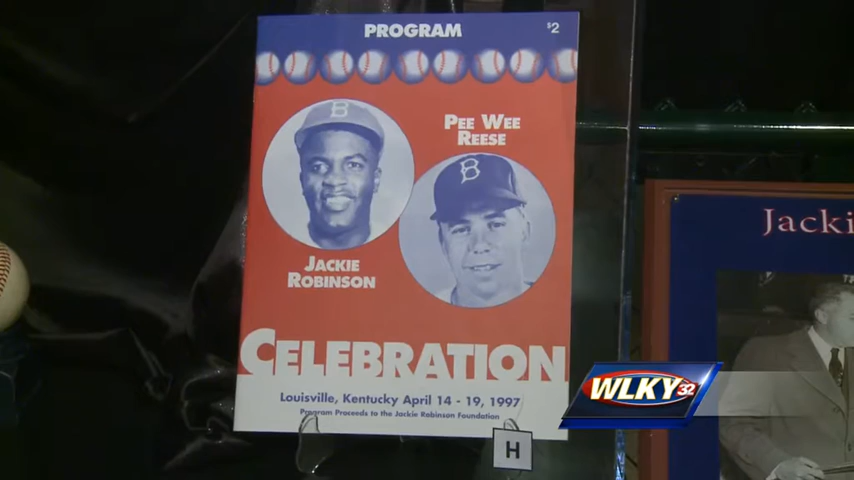 PROGRAM
$2
B
PEE WEE
REESE
B
JACKIE
ROBINSON
CELEBRATION
Louisville, Kentucky April 14 - 19, 1997
Program Proceeds to the Jackie Robinson Foundation
H
Jacki
WLKY 32